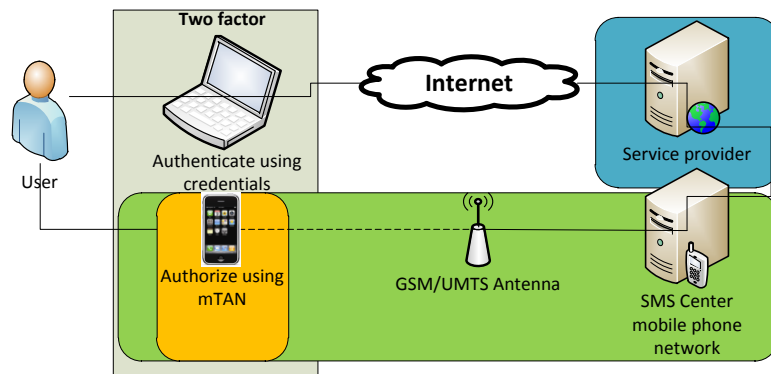 Two factor
Internet
User
Authenticate using
credentials
Service provider
Authorize using
mTAN
GSM/UMTS Antenna
SMS Center
mobile phone
network